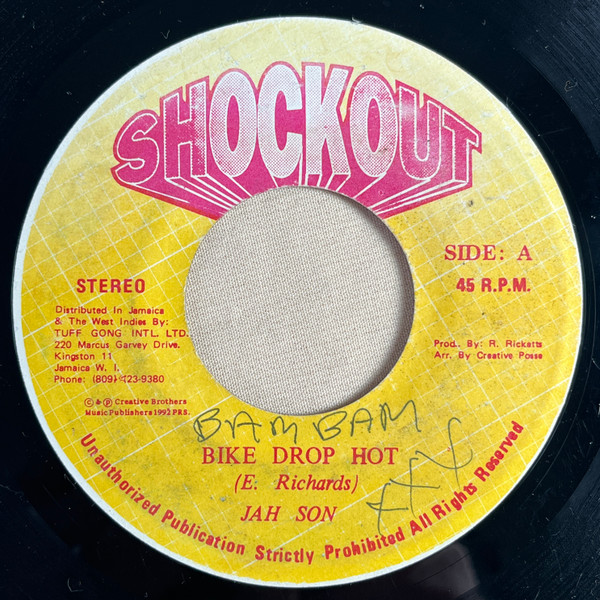 SHOCKOUT
SIDE: A
STEREO
45 R.P.M.
Distributed In Jamaica
& The West Indies By:
TUFF GONG INTL. LTD.
220 Marcus Garvey Drive.
Kingston 11
Jamaica W. I.
Phone: (809) 923-9380
Prod. By: R. Ricketts
Arr. By Creative Posse
© & ℗ Creative Brothers
Music Publishers 1992 PRS.
BAM BAM
BIKE DROP HOT
(E. Richards)
JAH SON
XXX
Unauthorized Publication Strictly Prohibited All Rights Reserved